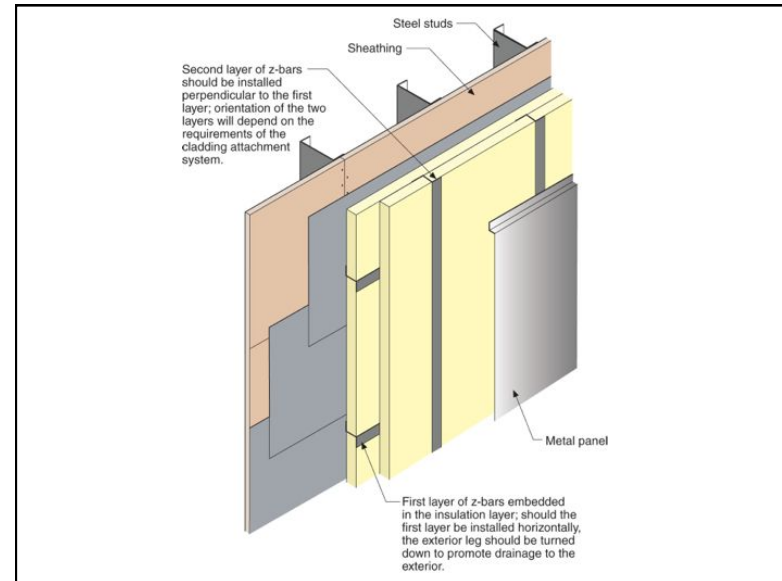 Steel studs
Sheathing
Second layer of z-bars
should be installed
perpendicular to the first
layer; orientation of the two
layers will depend on the
requirements of the
cladding attachment
system.
Metal panel
First layer of z-bars embedded
in the insulation layer; should the
first layer be installed horizontally,
the exterior leg should be turned
down to promote drainage to the
exterior.